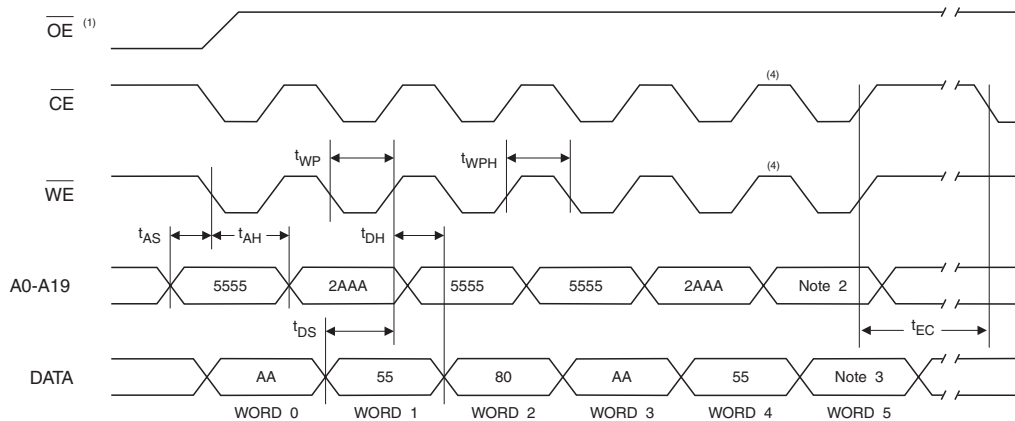 OE (1)
CE
(4)
tWP
tWPH
WE
(4)
tAS
tAH
tDH
A0-A19
5555
2AAA
5555
5555
2AAA
Note 2
tDS
tEC
DATA
AA
55
80
AA
55
Note 3
WORD 0
WORD 1
WORD 2
WORD 3
WORD 4
WORD 5